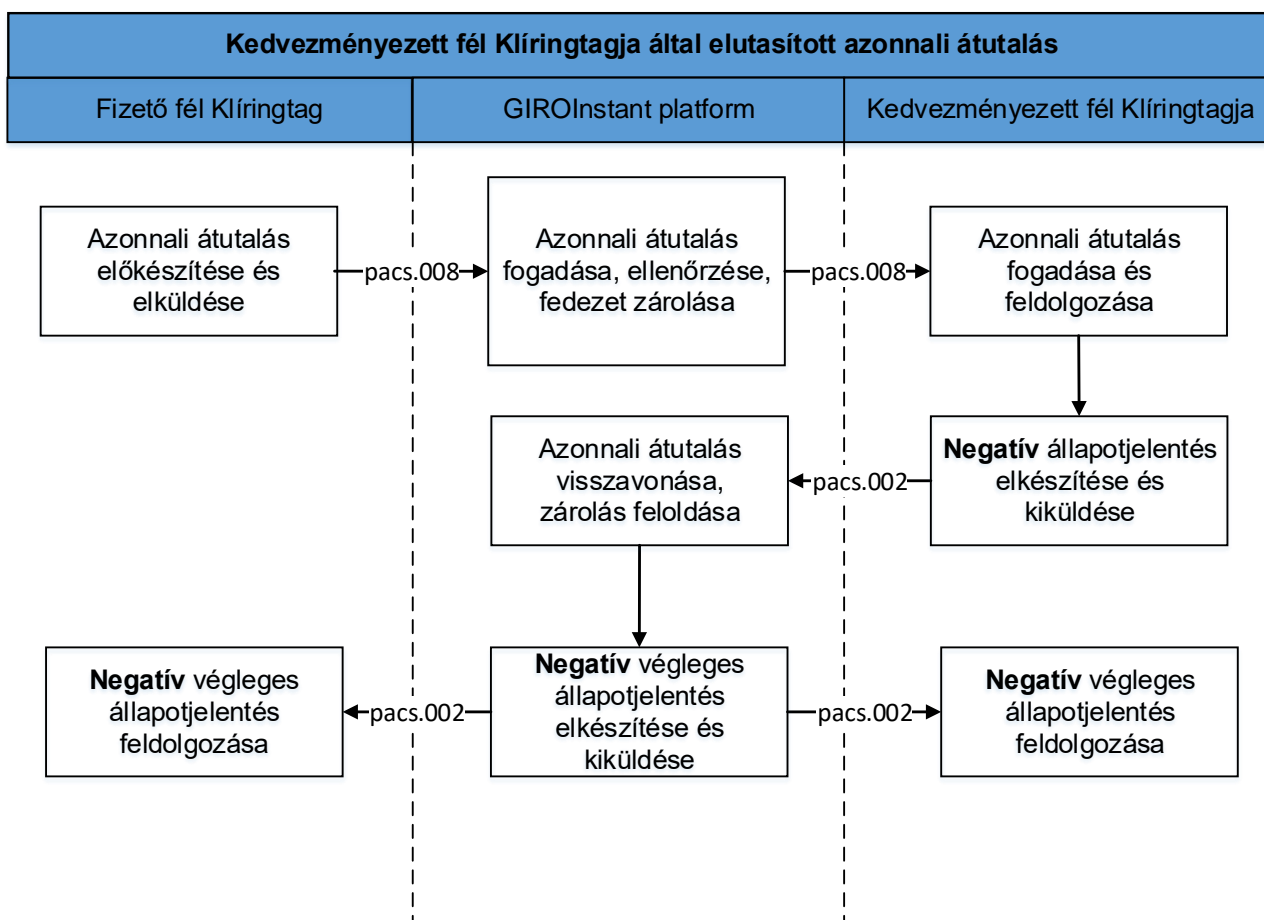 Kedvezményezett fél Klíringtagja által elutasított azonnali átutalás
Fizető fél Klíringtag
GIROInstant platform
Kedvezményezett fél Klíringtagja
Azonnali átutalás
előkészítése és
elküldése
pacs.008
Azonnali átutalás
fogadása, ellenőrzése,
fedezet zárolása
pacs.008
Azonnali átutalás
fogadása és
feldolgozása
Azonnali átutalás
visszavonása,
zárolás feloldása
pacs.002
Negatív állapotjelentés
elkészítése és
kiküldése
Negatív végleges
állapotjelentés
feldolgozása
pacs.002
Negatív végleges
állapotjelentés
elkészítése és
kiküldése
pacs.002
Negatív végleges
állapotjelentés
feldolgozása